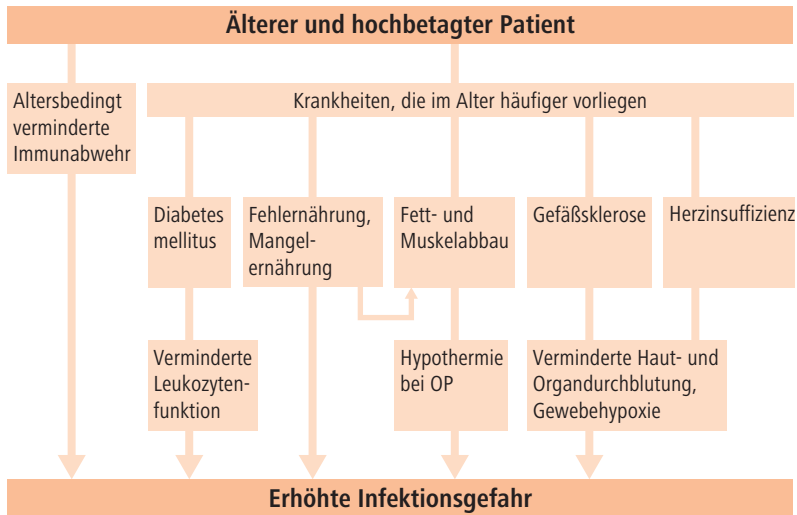 Älterer und hochbetagter Patient
Altersbedingt
verminderte
Immunabwehr
Krankheiten, die im Alter häufiger vorliegen
Diabetes
mellitus
Fehlernährung,
Mangel-
ernährung
Fett- und
Muskelabbau
Gefäßsklerose
Herzinsuffizienz
Verminderte
Leukozyten-
funktion
Hypothermie
bei OP
Verminderte Haut- und
Organdurchblutung,
Gewebehypoxie
Erhöhte Infektionsgefahr